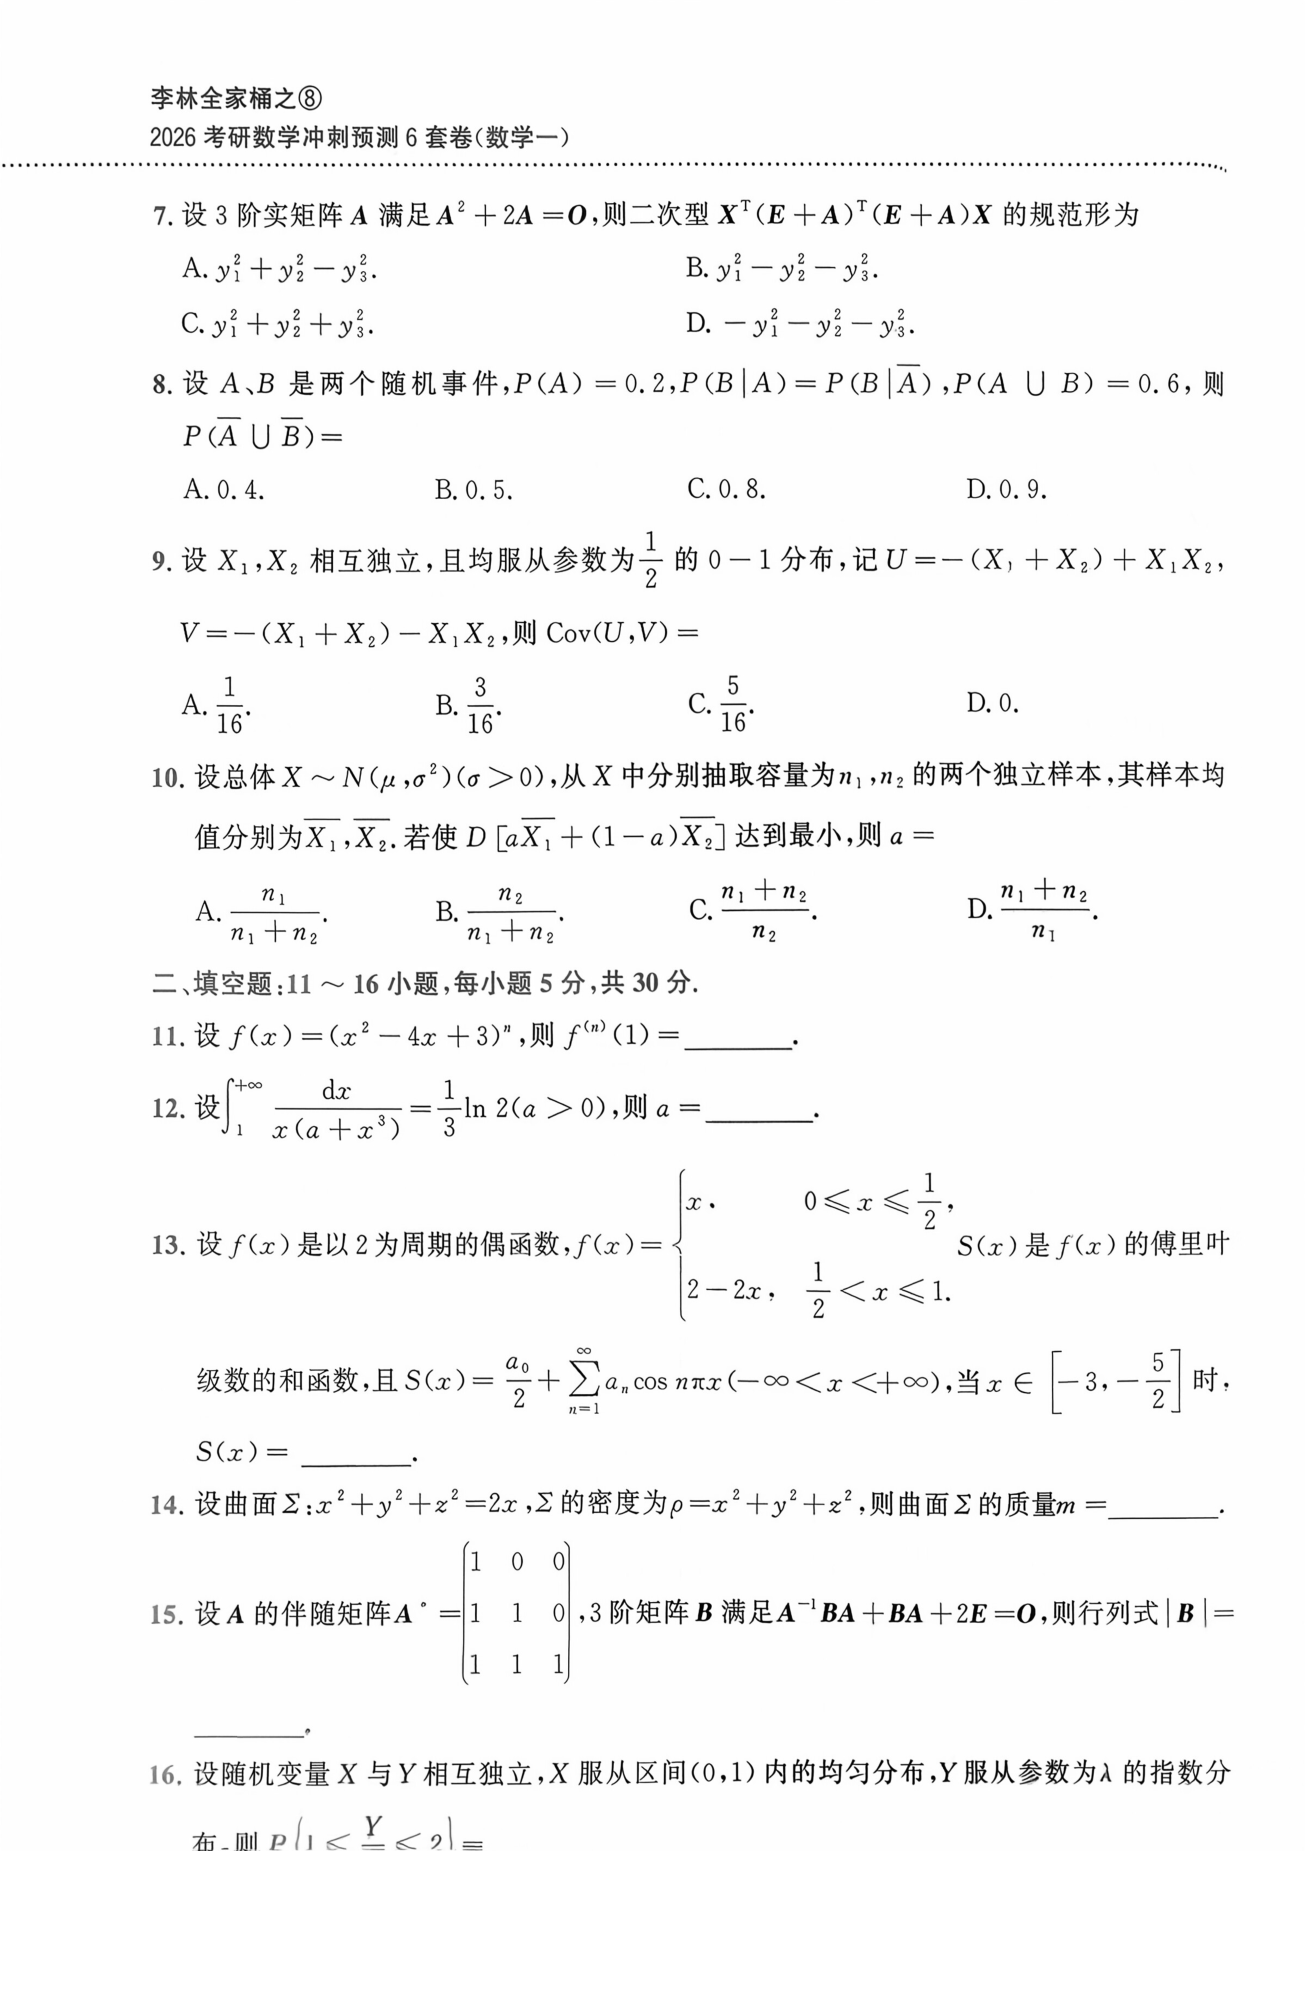 李林全家桶之⑧
2026考研数学冲刺预测6套卷(数学一)
7. 设3阶实矩阵A满足A²+2A=O,则二次型Xᵀ(E+A)ᵀ(E+A)X的规范形为
A. y₁²+y₂²-y₃². B. y₁²-y₂²-y₃².
C. y₁²+y₂²+y₃². D. -y₁²-y₂²-y₃².
8. 设A、B是两个随机事件,P(A)=0.2,P(B|A)=P(B|A̅),P(A∪B)=0.6,则
P(A̅∪B̅)=
A. 0.4. B. 0.5. C. 0.8. D. 0.9.
9. 设X₁,X₂相互独立,且均服从参数为1/2的0-1分布,记U=-(X₁+X₂)+X₁X₂,
V=-(X₁+X₂)-X₁X₂,则Cov(U,V)=
A. 1/16. B. 3/16. C. 5/16. D. 0.
10. 设总体X~N(μ,σ²)(σ>0),从X中分别抽取容量为n₁,n₂的两个独立样本,其样本均
值分别为X̅₁,X̅₂.若使D[aX̅₁+(1-a)X̅₂]达到最小,则a=
A. n₁/(n₁+n₂). B. n₂/(n₁+n₂). C. (n₁+n₂)/n₂. D. (n₁+n₂)/n₁.
二、填空题:11~16小题,每小题5分,共30分.
11. 设f(x)=(x²-4x+3)ⁿ,则f⁽ⁿ⁾(1)=________.
12. 设∫₁^{+∞} dx/(x(a+x³))=1/3 ln 2(a>0),则a=________.
13. 设f(x)是以2为周期的偶函数,f(x)={x, 0≤x≤1/2, 2-2x, 1/2<x≤1. S(x)是f(x)的傅里叶
级数的和函数,且S(x)=a₀/2+∑_{n=1}^{∞}aₙcos nπx(-∞<x<+∞),当x∈[-3,-5/2]时,
S(x)=________.
14. 设曲面Σ:x²+y²+z²=2x,Σ的密度为ρ=x²+y²+z²,则曲面Σ的质量m=________.
15. 设A的伴随矩阵A*=(1 0 0; 1 1 0; 1 1 1),3阶矩阵B满足A⁻¹BA+BA+2E=O,则行列式|B|=
________.
16. 设随机变量X与Y相互独立,X服从区间(0,1)内的均匀分布,Y服从参数为λ的指数分
布,则P{1≤Y ≤2}=